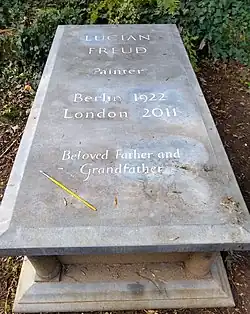 LUCIAN
FREUD
Painter
Berlin 1922
London 2011
Beloved Father and
Grandfather